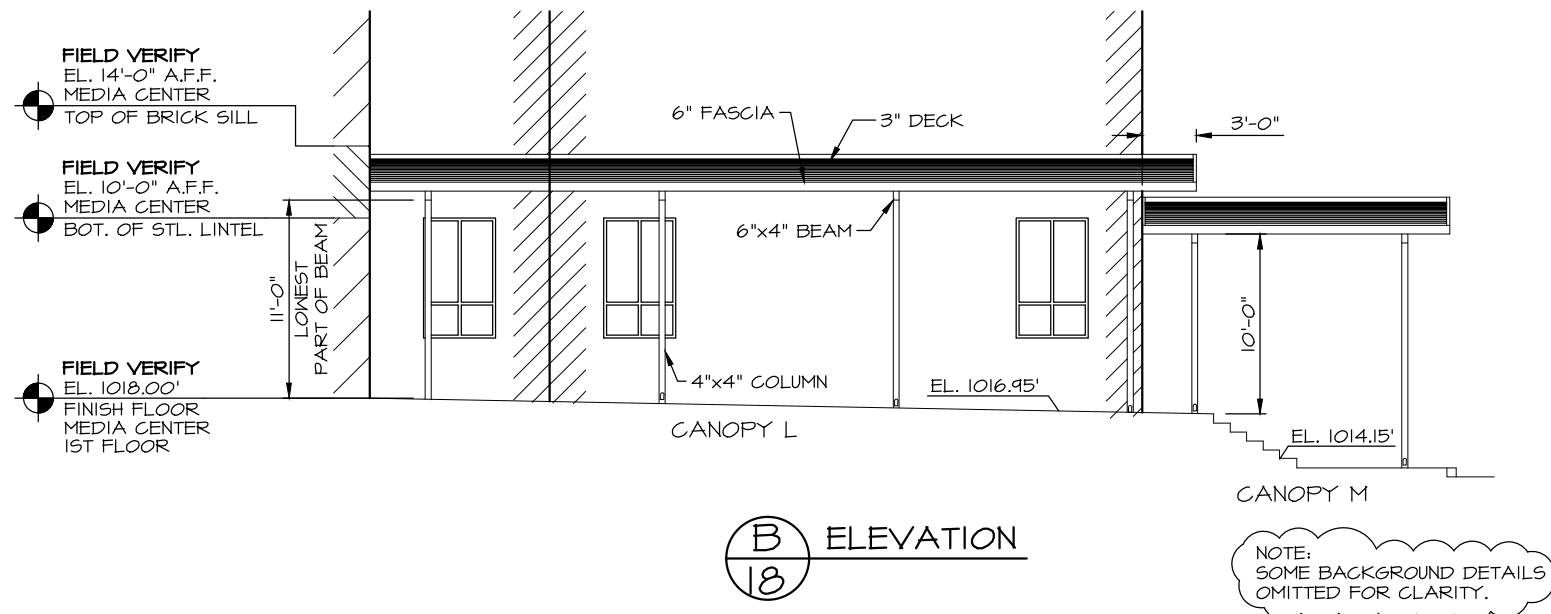 FIELD VERIFY
EL. 14'-0" A.F.F.
MEDIA CENTER
TOP OF BRICK SILL
6" FASCIA
3" DECK
3'-0"
FIELD VERIFY
EL. 10'-0" A.F.F.
MEDIA CENTER
BOT. OF STL. LINTEL
6"x4" BEAM
11'-0"
LOWEST
PART OF BEAM
10'-0"
FIELD VERIFY
EL. 1018.00'
FINISH FLOOR
MEDIA CENTER
1ST FLOOR
4"x4" COLUMN
EL. 1016.95'
CANOPY L
EL. 1014.15'
CANOPY M
B
18
ELEVATION
NOTE:
SOME BACKGROUND DETAILS
OMITTED FOR CLARITY.